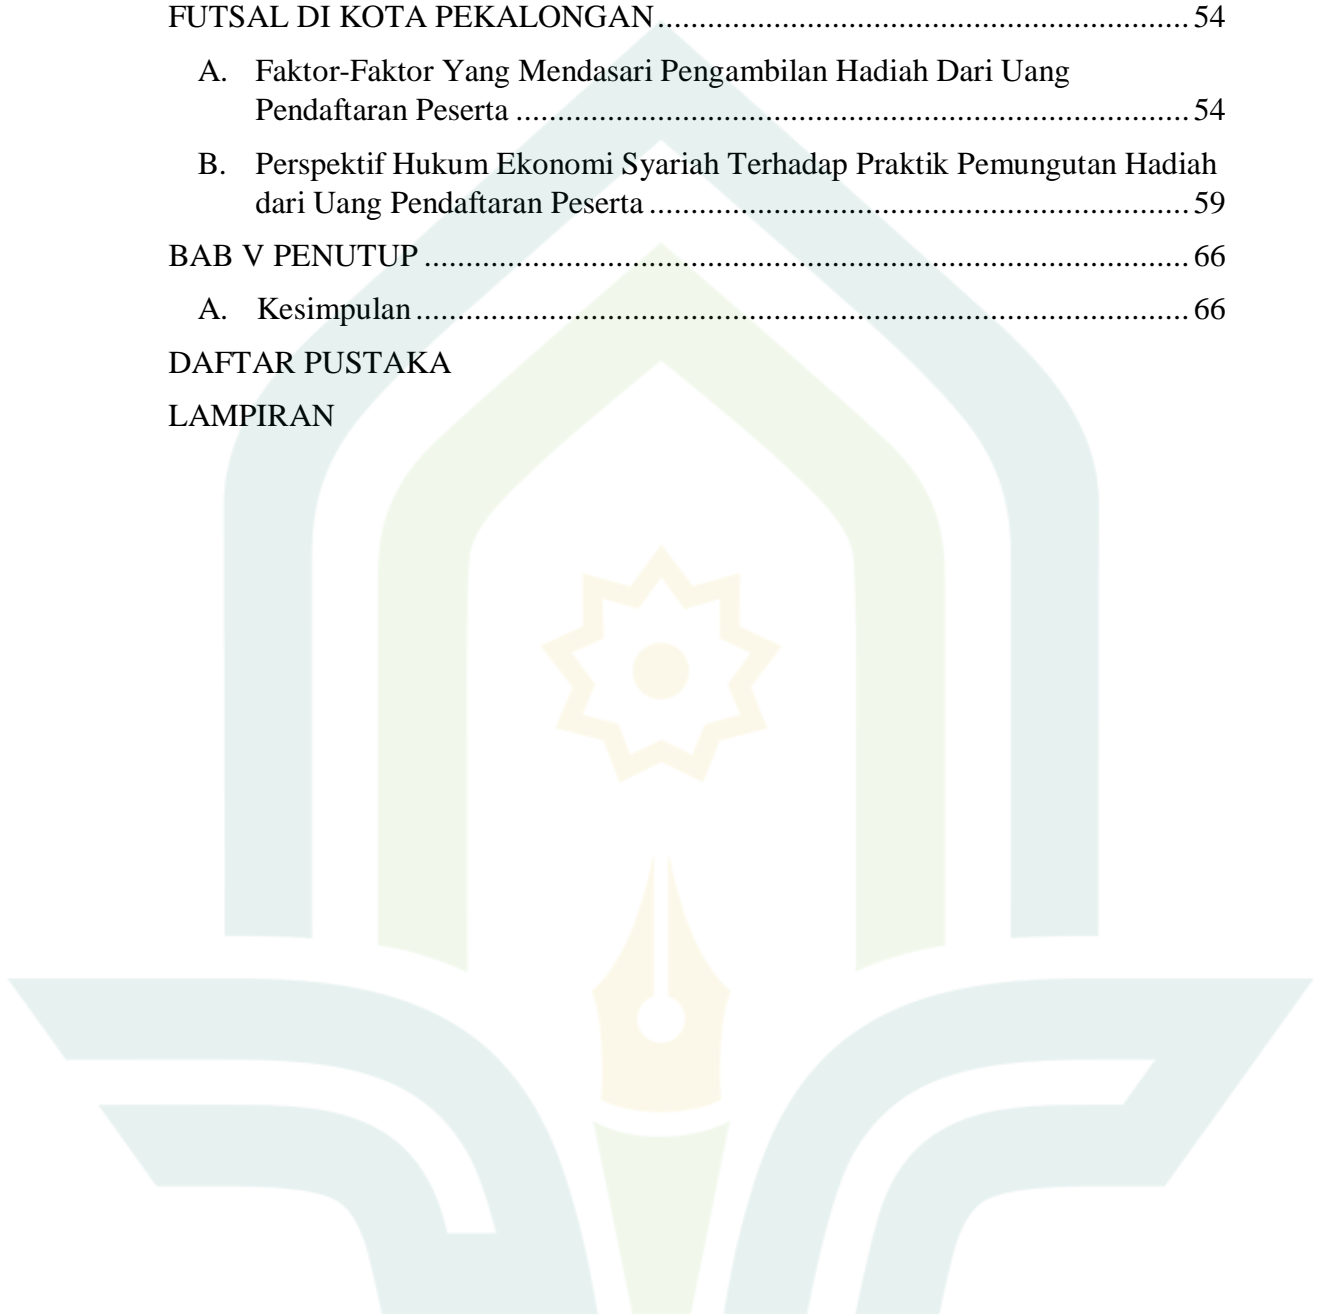 FUTSAL DI KOTA PEKALONGAN.................................................................. 54
A. Faktor-Faktor Yang Mendasari Pengambilan Hadiah Dari Uang
Pendaftaran Peserta .................................................................................... 54
B. Perspektif Hukum Ekonomi Syariah Terhadap Praktik Pemungutan Hadiah
dari Uang Pendaftaran Peserta ................................................................... 59
BAB V PENUTUP ............................................................................................... 66
A. Kesimpulan ................................................................................................ 66
DAFTAR PUSTAKA
LAMPIRAN